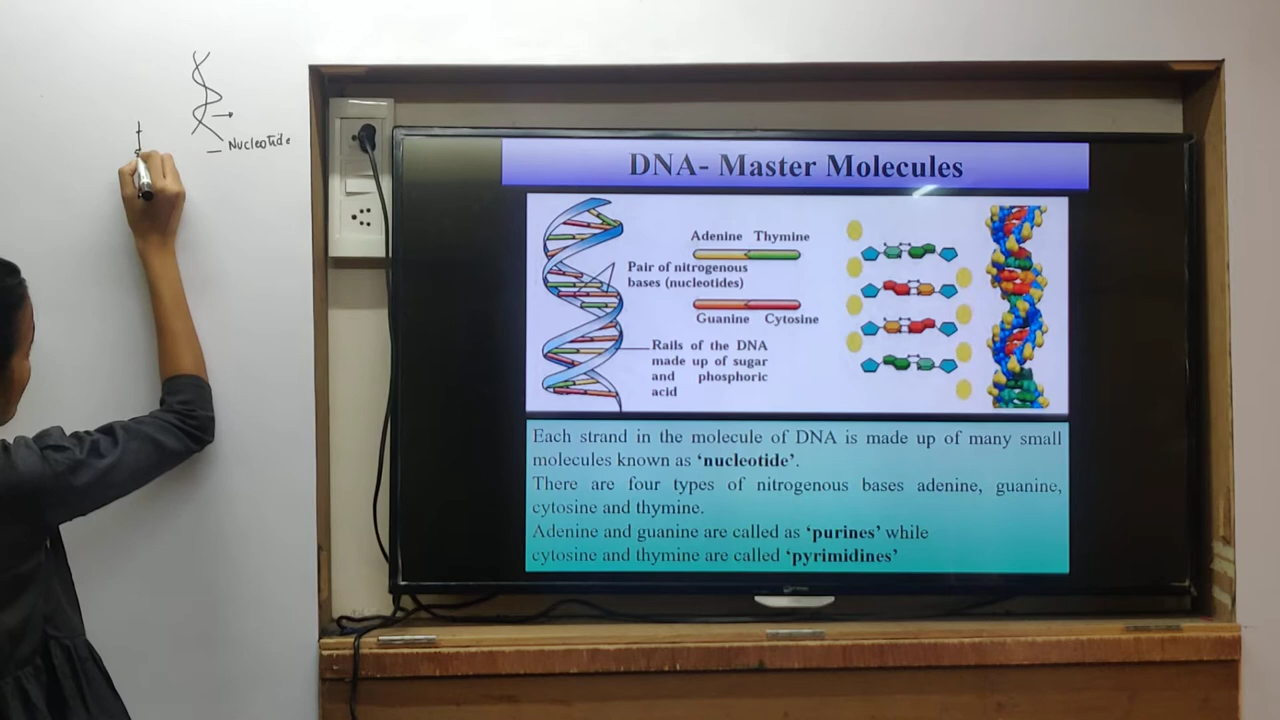 Nucleotide
DNA- Master Molecules
Adenine Thymine
Pair of nitrogenous
bases (nucleotides)
Guanine Cytosine
Rails of the DNA
made up of sugar
and phosphoric
acid
Each strand in the molecule of DNA is made up of many small
molecules known as ‘nucleotide’.
There are four types of nitrogenous bases adenine, guanine,
cytosine and thymine.
Adenine and guanine are called as ‘purines’ while
cytosine and thymine are called ‘pyrimidines’